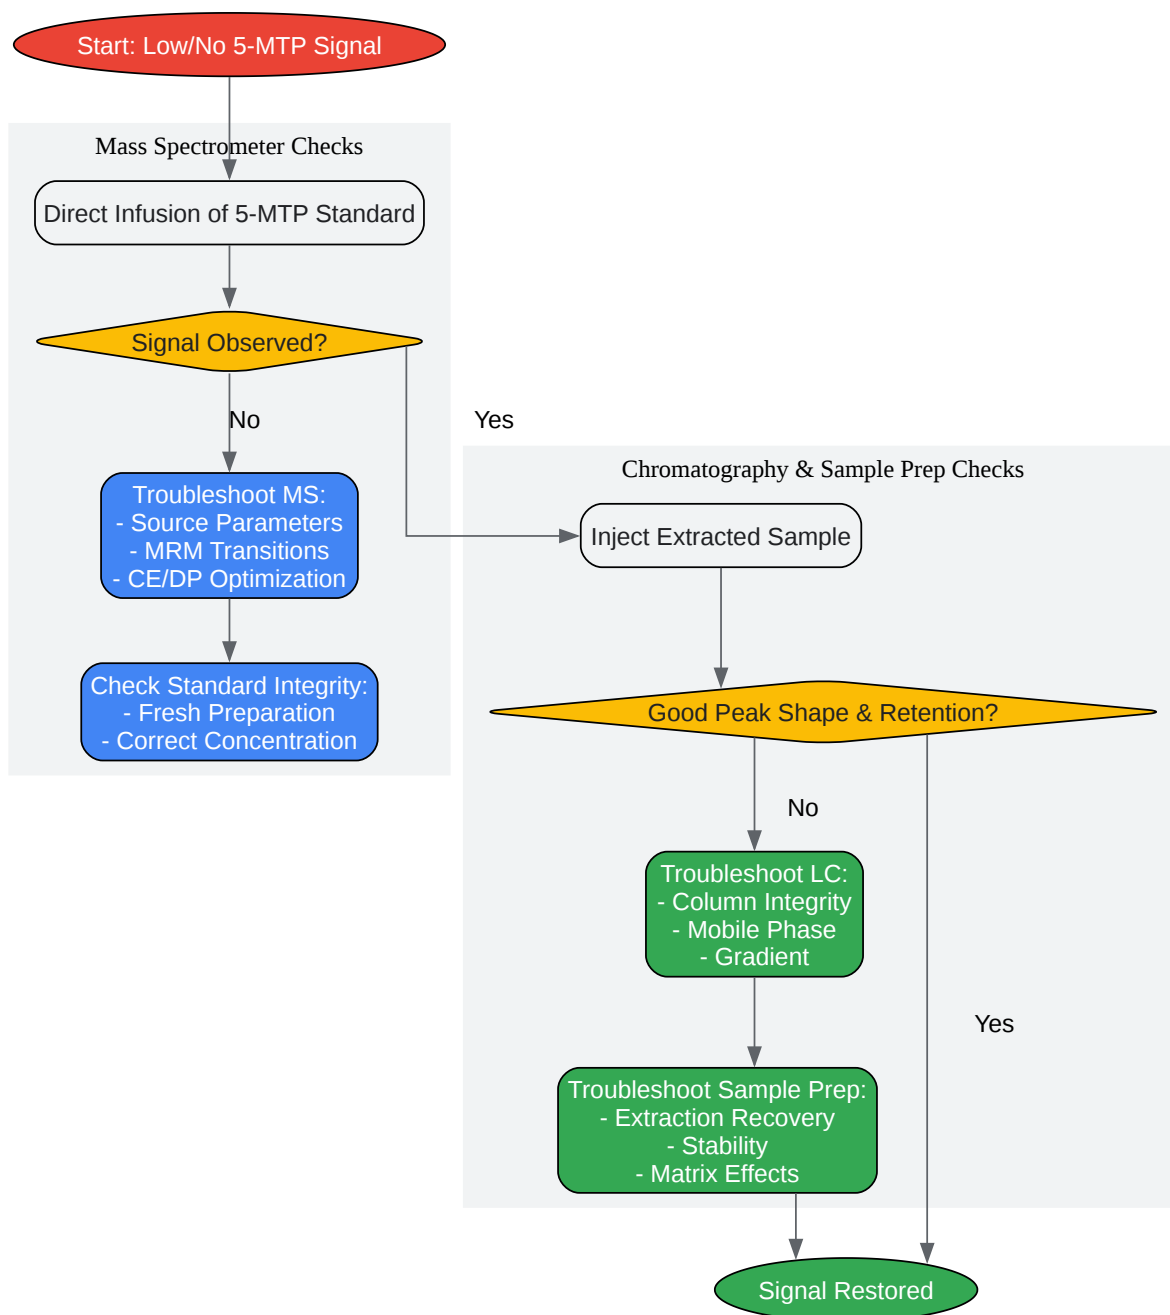 Start: Low/No 5-MTP Signal
Mass Spectrometer Checks
Direct Infusion of 5-MTP Standard
Signal Observed?
No
Yes
Troubleshoot MS:
- Source Parameters
- MRM Transitions
- CE/DP Optimization
Check Standard Integrity:
- Fresh Preparation
- Correct Concentration
Chromatography & Sample Prep Checks
Inject Extracted Sample
Good Peak Shape & Retention?
No
Troubleshoot LC:
- Column Integrity
- Mobile Phase
- Gradient
Yes
Troubleshoot Sample Prep:
- Extraction Recovery
- Stability
- Matrix Effects
Signal Restored